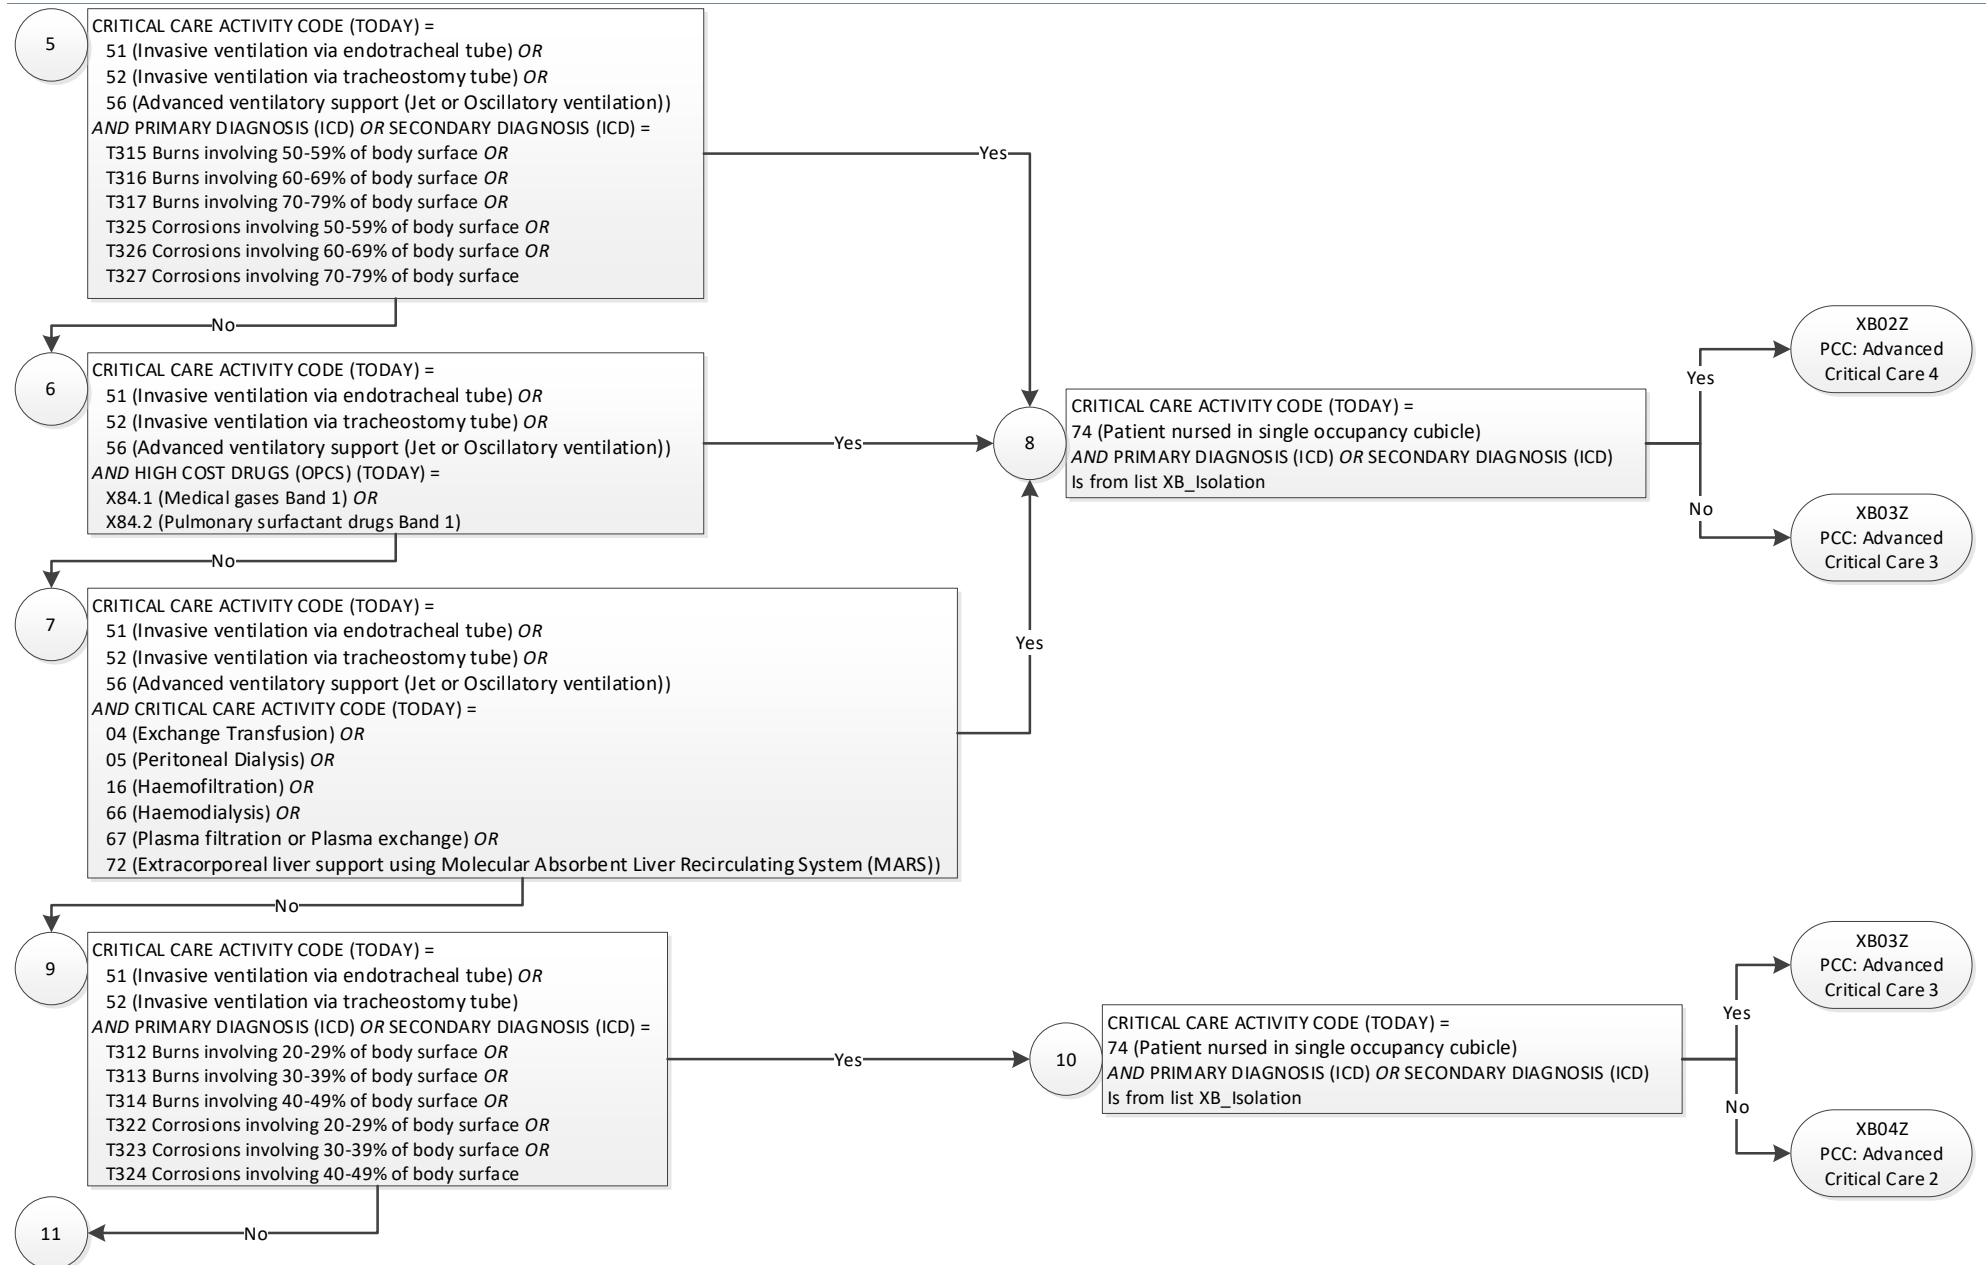 5
CRITICAL CARE ACTIVITY CODE (TODAY) =
51 (Invasive ventilation via endotracheal tube) OR
52 (Invasive ventilation via tracheostomy tube) OR
56 (Advanced ventilatory support (Jet or Oscillatory ventilation))
AND PRIMARY DIAGNOSIS (ICD) OR SECONDARY DIAGNOSIS (ICD) =
T315 Burns involving 50-59% of body surface OR
T316 Burns involving 60-69% of body surface OR
T317 Burns involving 70-79% of body surface OR
T325 Corrosions involving 50-59% of body surface OR
T326 Corrosions involving 60-69% of body surface OR
T327 Corrosions involving 70-79% of body surface
Yes
No
6
CRITICAL CARE ACTIVITY CODE (TODAY) =
51 (Invasive ventilation via endotracheal tube) OR
52 (Invasive ventilation via tracheostomy tube) OR
56 (Advanced ventilatory support (Jet or Oscillatory ventilation))
AND HIGH COST DRUGS (OPCS) (TODAY) =
X84.1 (Medical gases Band 1) OR
X84.2 (Pulmonary surfactant drugs Band 1)
Yes
No
8
CRITICAL CARE ACTIVITY CODE (TODAY) =
74 (Patient nursed in single occupancy cubicle)
AND PRIMARY DIAGNOSIS (ICD) OR SECONDARY DIAGNOSIS (ICD)
Is from list XB_Isolation
Yes
XB02Z
PCC: Advanced
Critical Care 4
No
XB03Z
PCC: Advanced
Critical Care 3
7
CRITICAL CARE ACTIVITY CODE (TODAY) =
51 (Invasive ventilation via endotracheal tube) OR
52 (Invasive ventilation via tracheostomy tube) OR
56 (Advanced ventilatory support (Jet or Oscillatory ventilation))
AND CRITICAL CARE ACTIVITY CODE (TODAY) =
04 (Exchange Transfusion) OR
05 (Peritoneal Dialysis) OR
16 (Haemofiltration) OR
66 (Haemodialysis) OR
67 (Plasma filtration or Plasma exchange) OR
72 (Extracorporeal liver support using Molecular Absorbent Liver Recirculating System (MARS))
Yes
No
9
CRITICAL CARE ACTIVITY CODE (TODAY) =
51 (Invasive ventilation via endotracheal tube) OR
52 (Invasive ventilation via tracheostomy tube)
AND PRIMARY DIAGNOSIS (ICD) OR SECONDARY DIAGNOSIS (ICD) =
T312 Burns involving 20-29% of body surface OR
T313 Burns involving 30-39% of body surface OR
T314 Burns involving 40-49% of body surface OR
T322 Corrosions involving 20-29% of body surface OR
T323 Corrosions involving 30-39% of body surface OR
T324 Corrosions involving 40-49% of body surface
Yes
No
10
CRITICAL CARE ACTIVITY CODE (TODAY) =
74 (Patient nursed in single occupancy cubicle)
AND PRIMARY DIAGNOSIS (ICD) OR SECONDARY DIAGNOSIS (ICD)
Is from list XB_Isolation
Yes
XB03Z
PCC: Advanced
Critical Care 3
No
XB04Z
PCC: Advanced
Critical Care 2
11